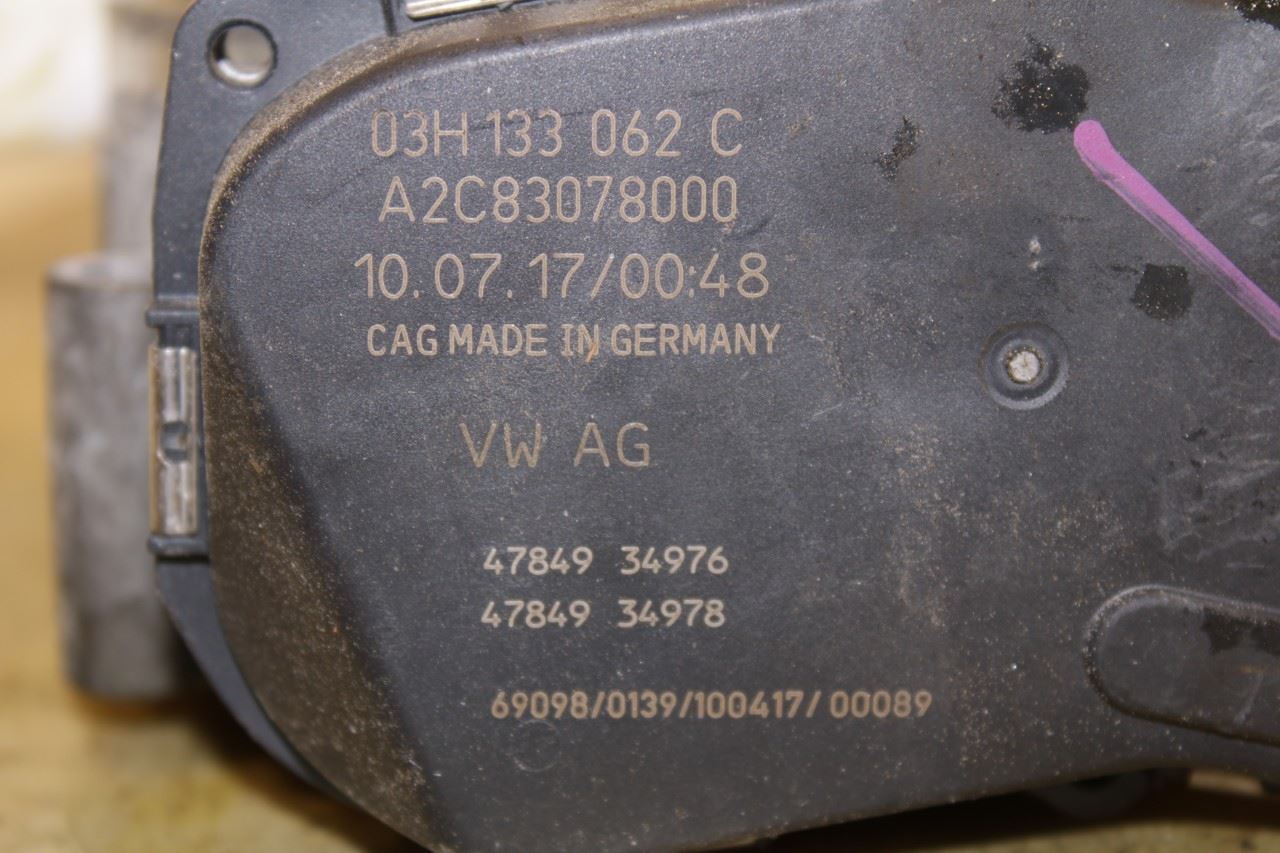 03H 133 062 C
A2C83078000
10.07.17/00:48
CAG MADE IN GERMANY
VW AG
47849 34976
47849 34978
69098/0139/100417/00089